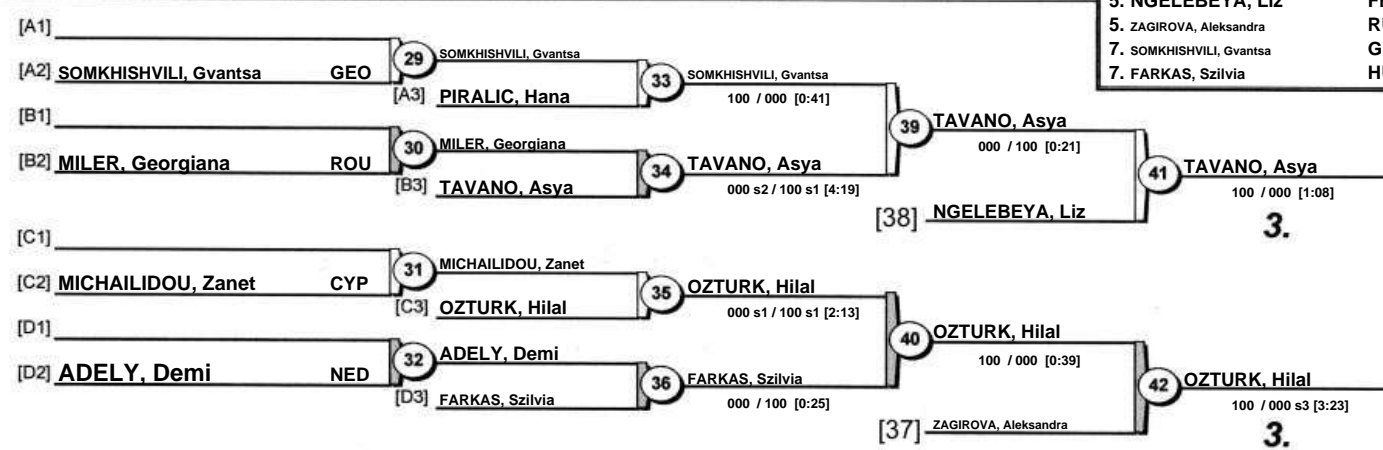 5. NGELEBEYA, Liz
5. ZAGIROVA, Aleksandra
7. SOMKHISHVILI, Gvantsa
7. FARKAS, Szilvia
[A1]
[A2] SOMKHISHVILI, Gvantsa GEO
29
SOMKHISHVILI, Gvantsa
[A3] PIRALIC, Hana
33
SOMKHISHVILI, Gvantsa
100 / 000 [0:41]
[B1]
[B2] MILER, Georgiana ROU
30
MILER, Georgiana
[B3] TAVANO, Asya
34
TAVANO, Asya
000 s2 / 100 s1 [4:19]
39
TAVANO, Asya
000 / 100 [0:21]
[38] NGELEBEYA, Liz
41
TAVANO, Asya
100 / 000 [1:08]
3.
[C1]
[C2] MICHAILIDOU, Zanet CYP
31
MICHAILIDOU, Zanet
[C3] OZTURK, Hilal
35
OZTURK, Hilal
000 s1 / 100 s1 [2:13]
[D1]
[D2] ADELY, Demi NED
32
ADELY, Demi
[D3] FARKAS, Szilvia
36
FARKAS, Szilvia
000 / 100 [0:25]
40
OZTURK, Hilal
100 / 000 [0:39]
[37] ZAGIROVA, Aleksandra
42
OZTURK, Hilal
100 / 000 s3 [3:23]
3.